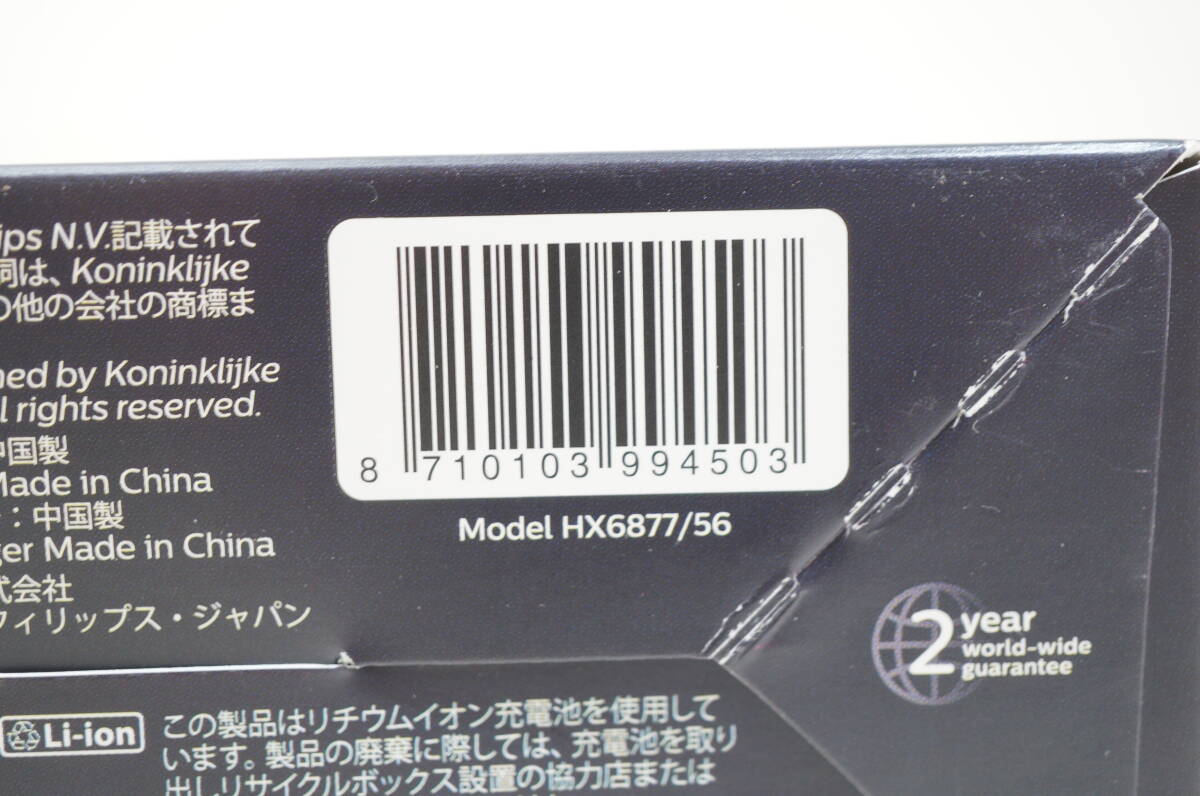 ips N.V.記載されて
詞は、Koninklijke
の他の会社の商標ま
ned by Koninklijke
l rights reserved.
中国製
Made in China
：中国製
ger Made in China
式会社
フィリップス・ジャパン
8 710103 994503
Model HX6877/56
2 year
world-wide
guarantee
Li-ion
この製品はリチウムイオン充電池を使用して
います。製品の廃棄に際しては、充電池を取り
出しリサイクルボックス設置の協力店または